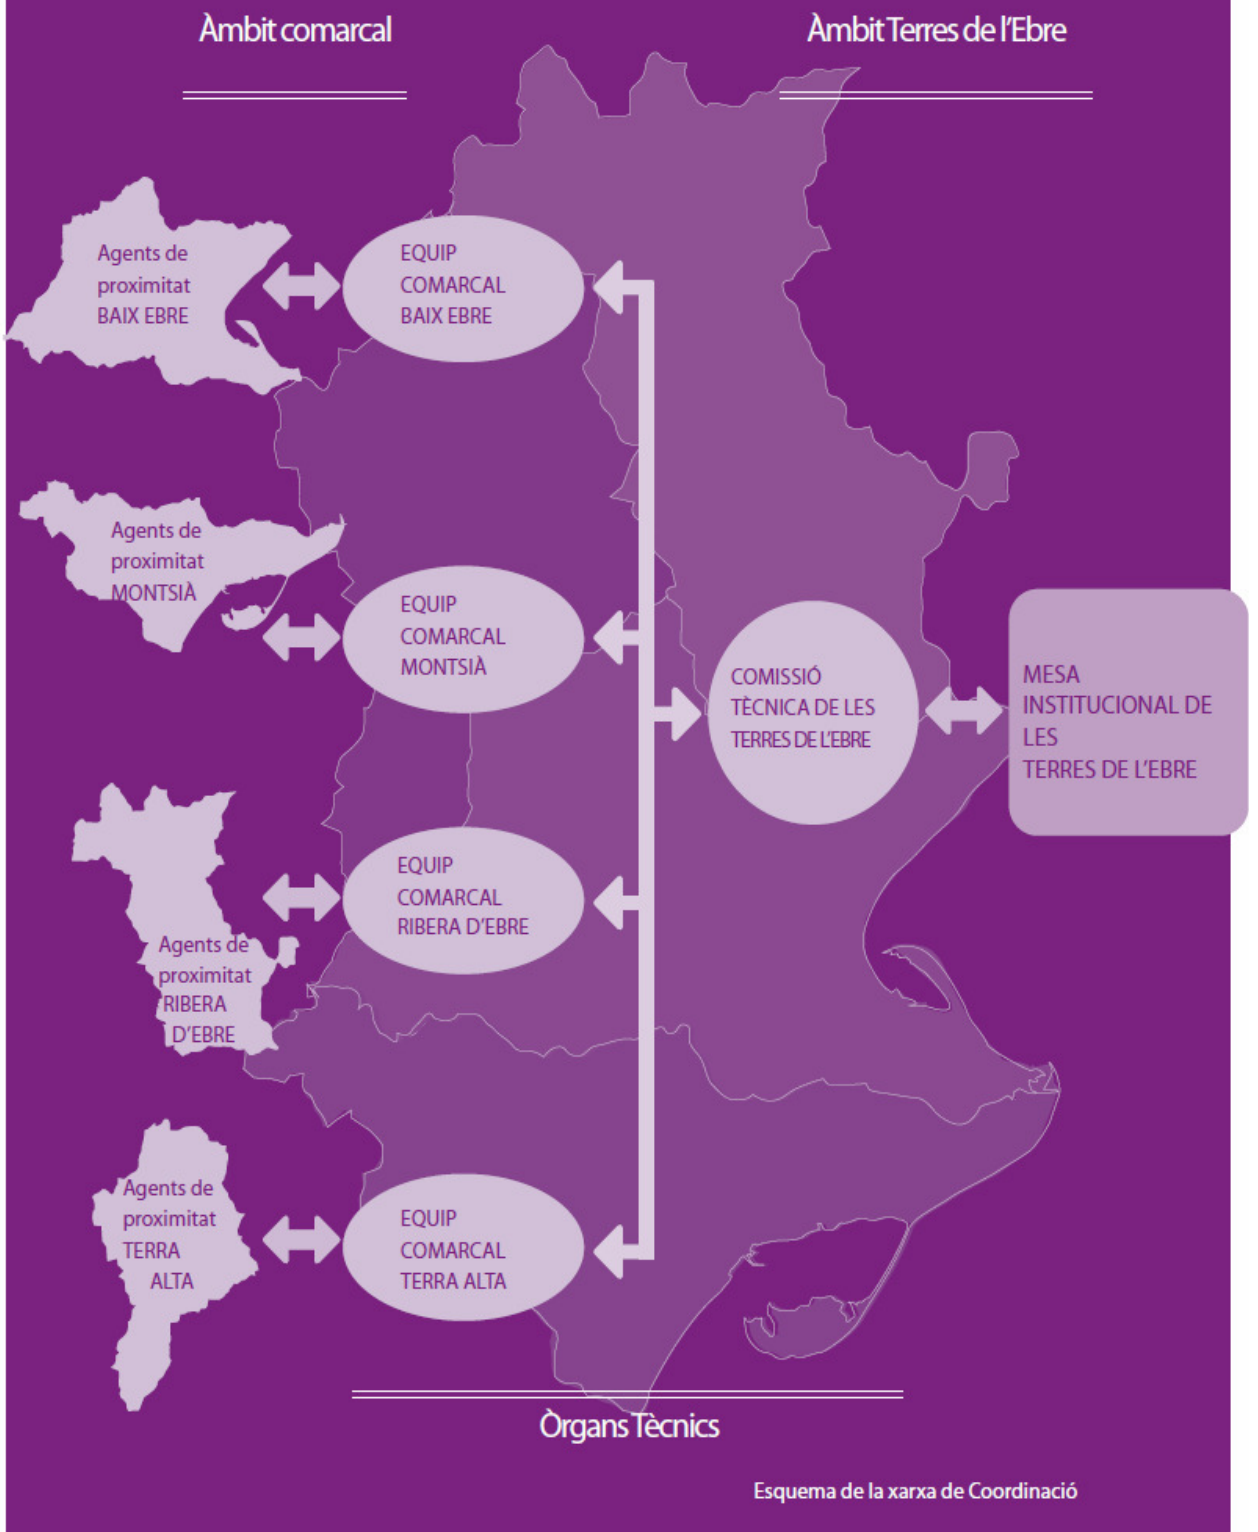 Àmbit comarcal
Àmbit Terres de l'Ebre
Agents de
proximitat
BAIX EBRE
EQUIP
COMARCAL
BAIX EBRE
Agents de
proximitat
MONTSIÀ
EQUIP
COMARCAL
MONTSIÀ
COMISSIÓ
TÈCNICA DE LES
TERRES DE L'EBRE
MESA
INSTITUCIONAL DE
LES
TERRES DE L'EBRE
Agents de
proximitat
RIBERA
D'EBRE
EQUIP
COMARCAL
RIBERA D'EBRE
Agents de
proximitat
TERRA
ALTA
EQUIP
COMARCAL
TERRA ALTA
Òrgans Tècnics
Esquema de la xarxa de Coordinació